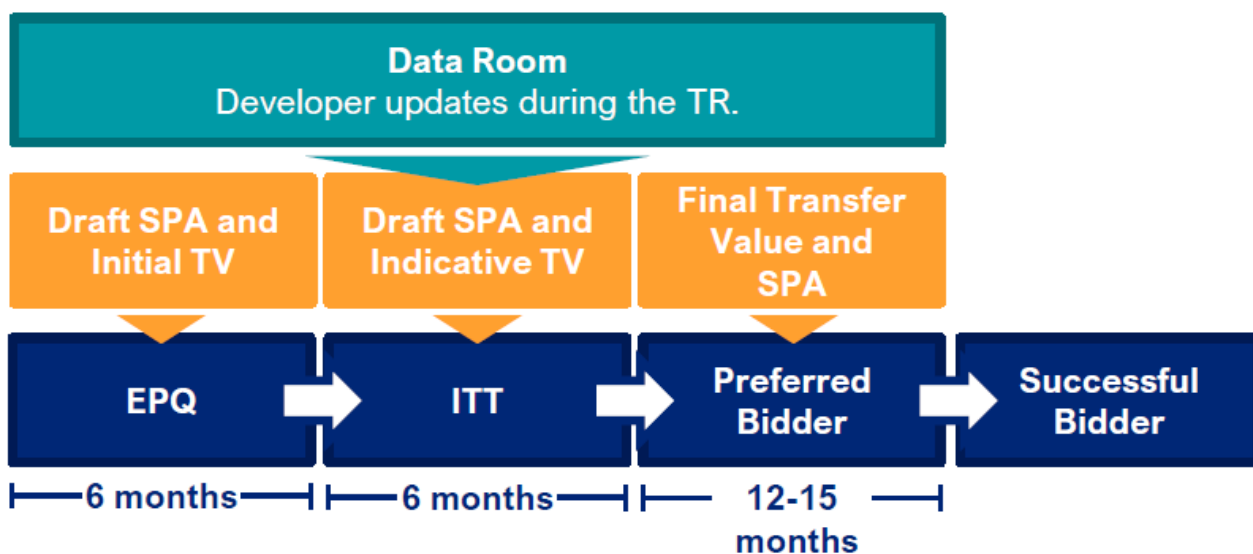 Data Room
Developer updates during the TR.
Draft SPA and
Initial TV
Draft SPA and
Indicative TV
Final Transfer
Value and
SPA
EPQ
ITT
Preferred
Bidder
Successful
Bidder
6 months
6 months
12-15
months